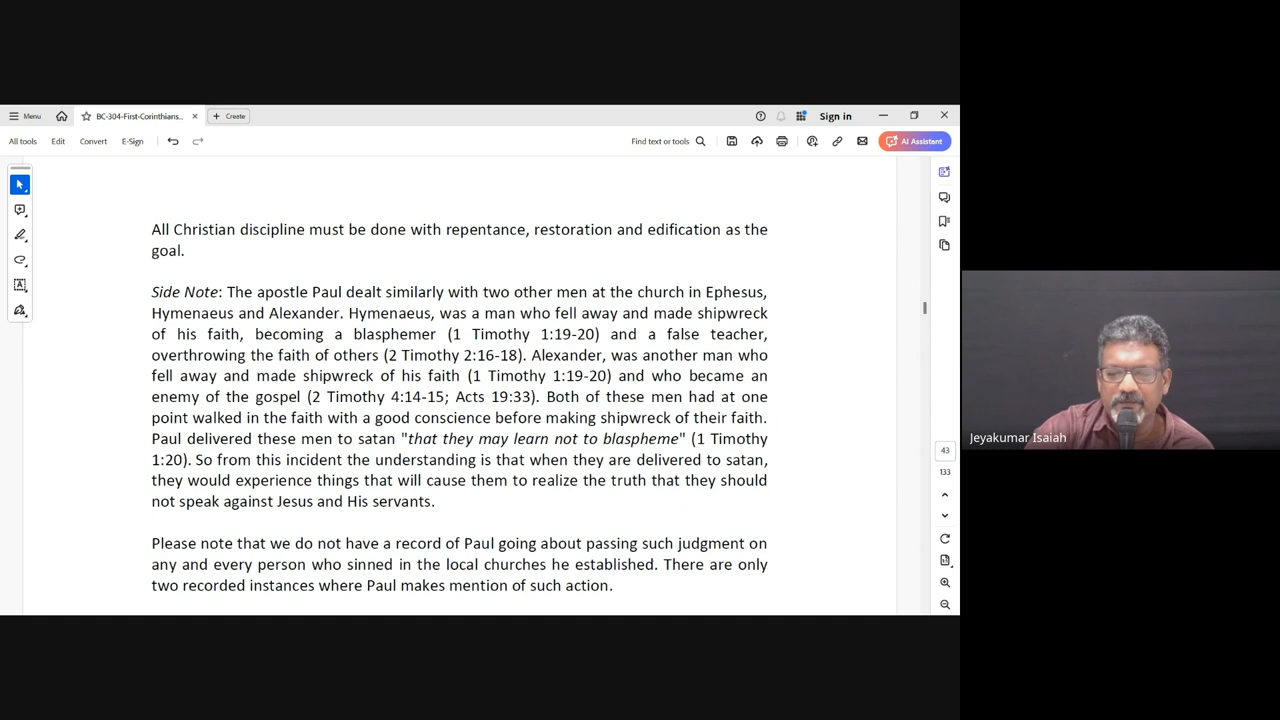 Menu
BC-304-First-Corinthians...
Create
Sign in
All tools
Edit
Convert
E-Sign
Find text or tools
AI Assistant
All Christian discipline must be done with repentance, restoration and edification as the
goal.
Side Note: The apostle Paul dealt similarly with two other men at the church in Ephesus,
Hymenaeus and Alexander. Hymenaeus, was a man who fell away and made shipwreck
of his faith, becoming a blasphemer (1 Timothy 1:19-20) and a false teacher,
overthrowing the faith of others (2 Timothy 2:16-18). Alexander, was another man who
fell away and made shipwreck of his faith (1 Timothy 1:19-20) and who became an
enemy of the gospel (2 Timothy 4:14-15; Acts 19:33). Both of these men had at one
point walked in the faith with a good conscience before making shipwreck of their faith.
Paul delivered these men to satan "that they may learn not to blaspheme" (1 Timothy
1:20). So from this incident the understanding is that when they are delivered to satan,
they would experience things that will cause them to realize the truth that they should
not speak against Jesus and His servants.
Please note that we do not have a record of Paul going about passing such judgment on
any and every person who sinned in the local churches he established. There are only
two recorded instances where Paul makes mention of such action.
43
133
Jeyakumar Isaiah